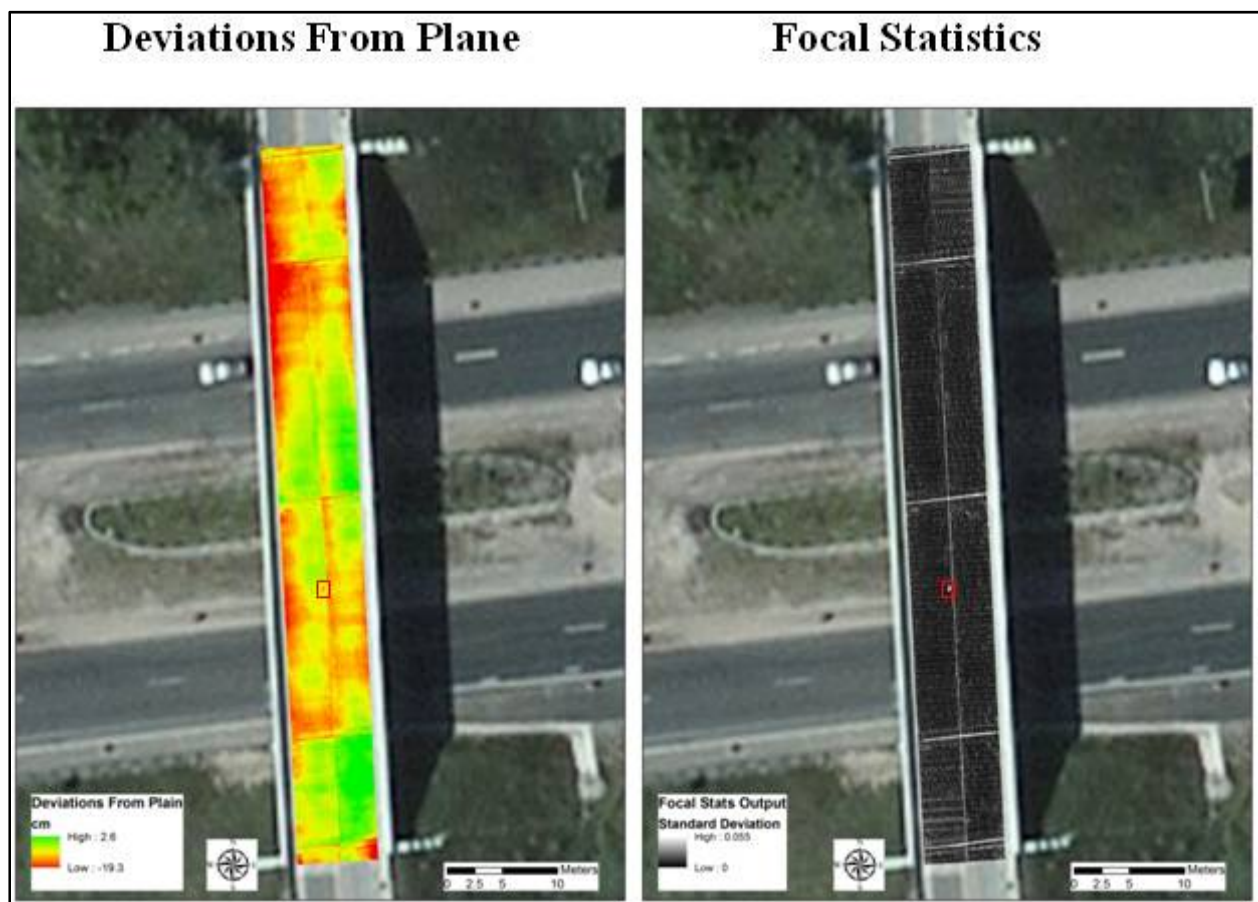 Deviations From Plane
Focal Statistics
Deviations From Plain
cm
High : 2.6
Low : -19.3
Meters
0 2.5 5 10
Focal Stats Output
Standard Deviation
High : 0.055
Low : 0
Meters
0 2.5 5 10